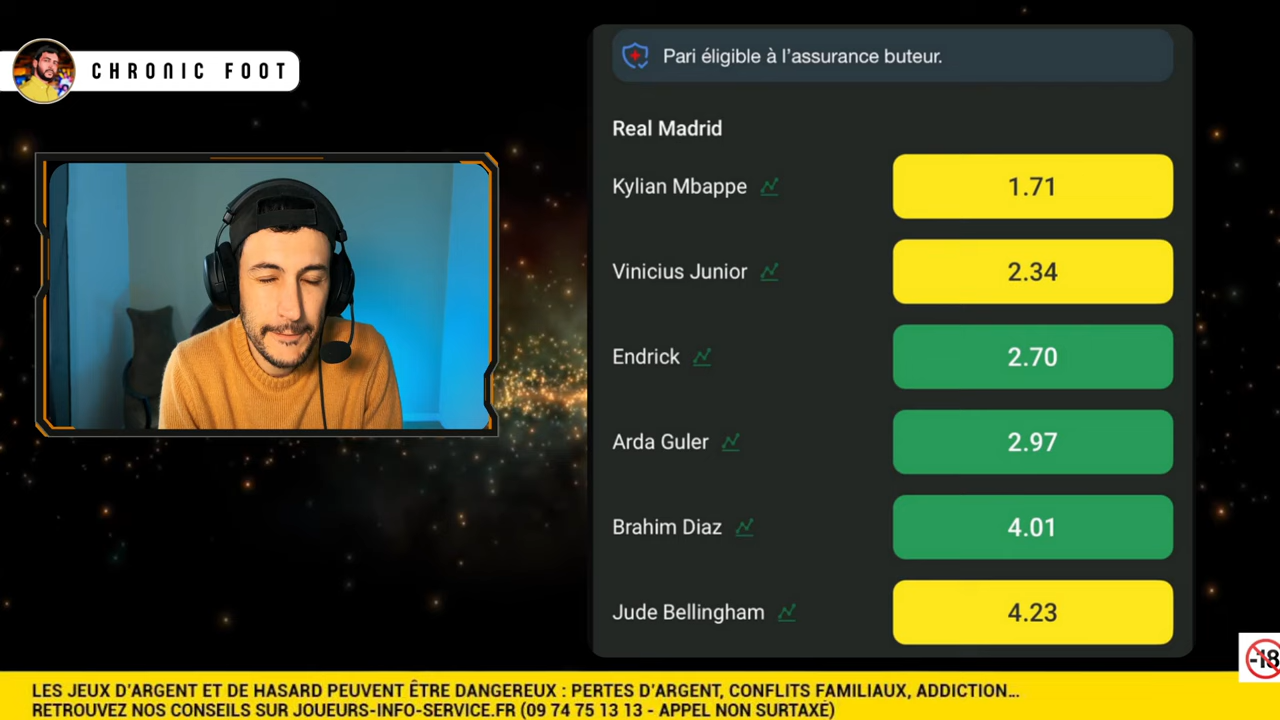 CHRONIC FOOT
Pari éligible à l’assurance buteur.
Real Madrid
Kylian Mbappe 1.71
Vinicius Junior 2.34
Endrick 2.70
Arda Guler 2.97
Brahim Diaz 4.01
Jude Bellingham 4.23
-18
LES JEUX D’ARGENT ET DE HASARD PEUVENT ÊTRE DANGEREUX : PERTES D’ARGENT, CONFLITS FAMILIAUX, ADDICTION…
RETROUVEZ NOS CONSEILS SUR JOUEURS-INFO-SERVICE.FR (09 74 75 13 13 - APPEL NON SURTAXÉ)